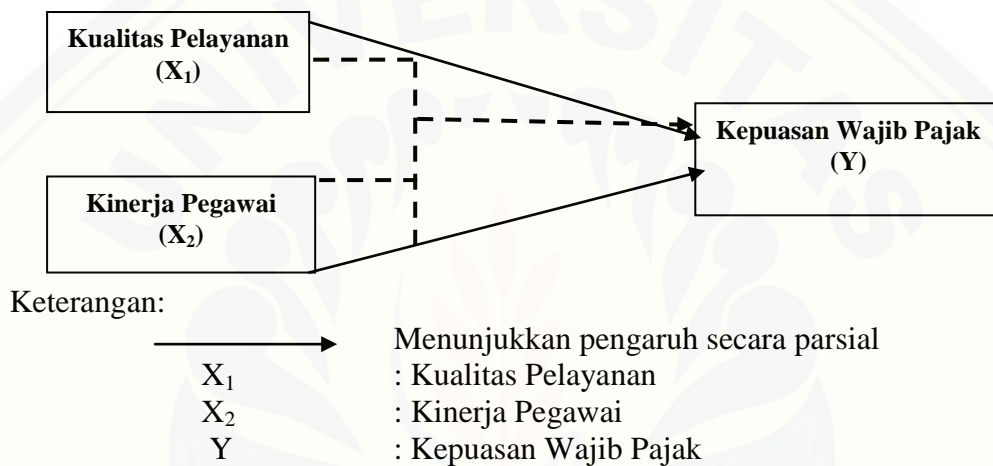 Kualitas Pelayanan
(X₁)
Kepuasan Wajib Pajak
(Y)
Kinerja Pegawai
(X₂)
Keterangan:
Menunjukkan pengaruh secara parsial
X₁ : Kualitas Pelayanan
X₂ : Kinerja Pegawai
Y : Kepuasan Wajib Pajak
UNIVERSITAS